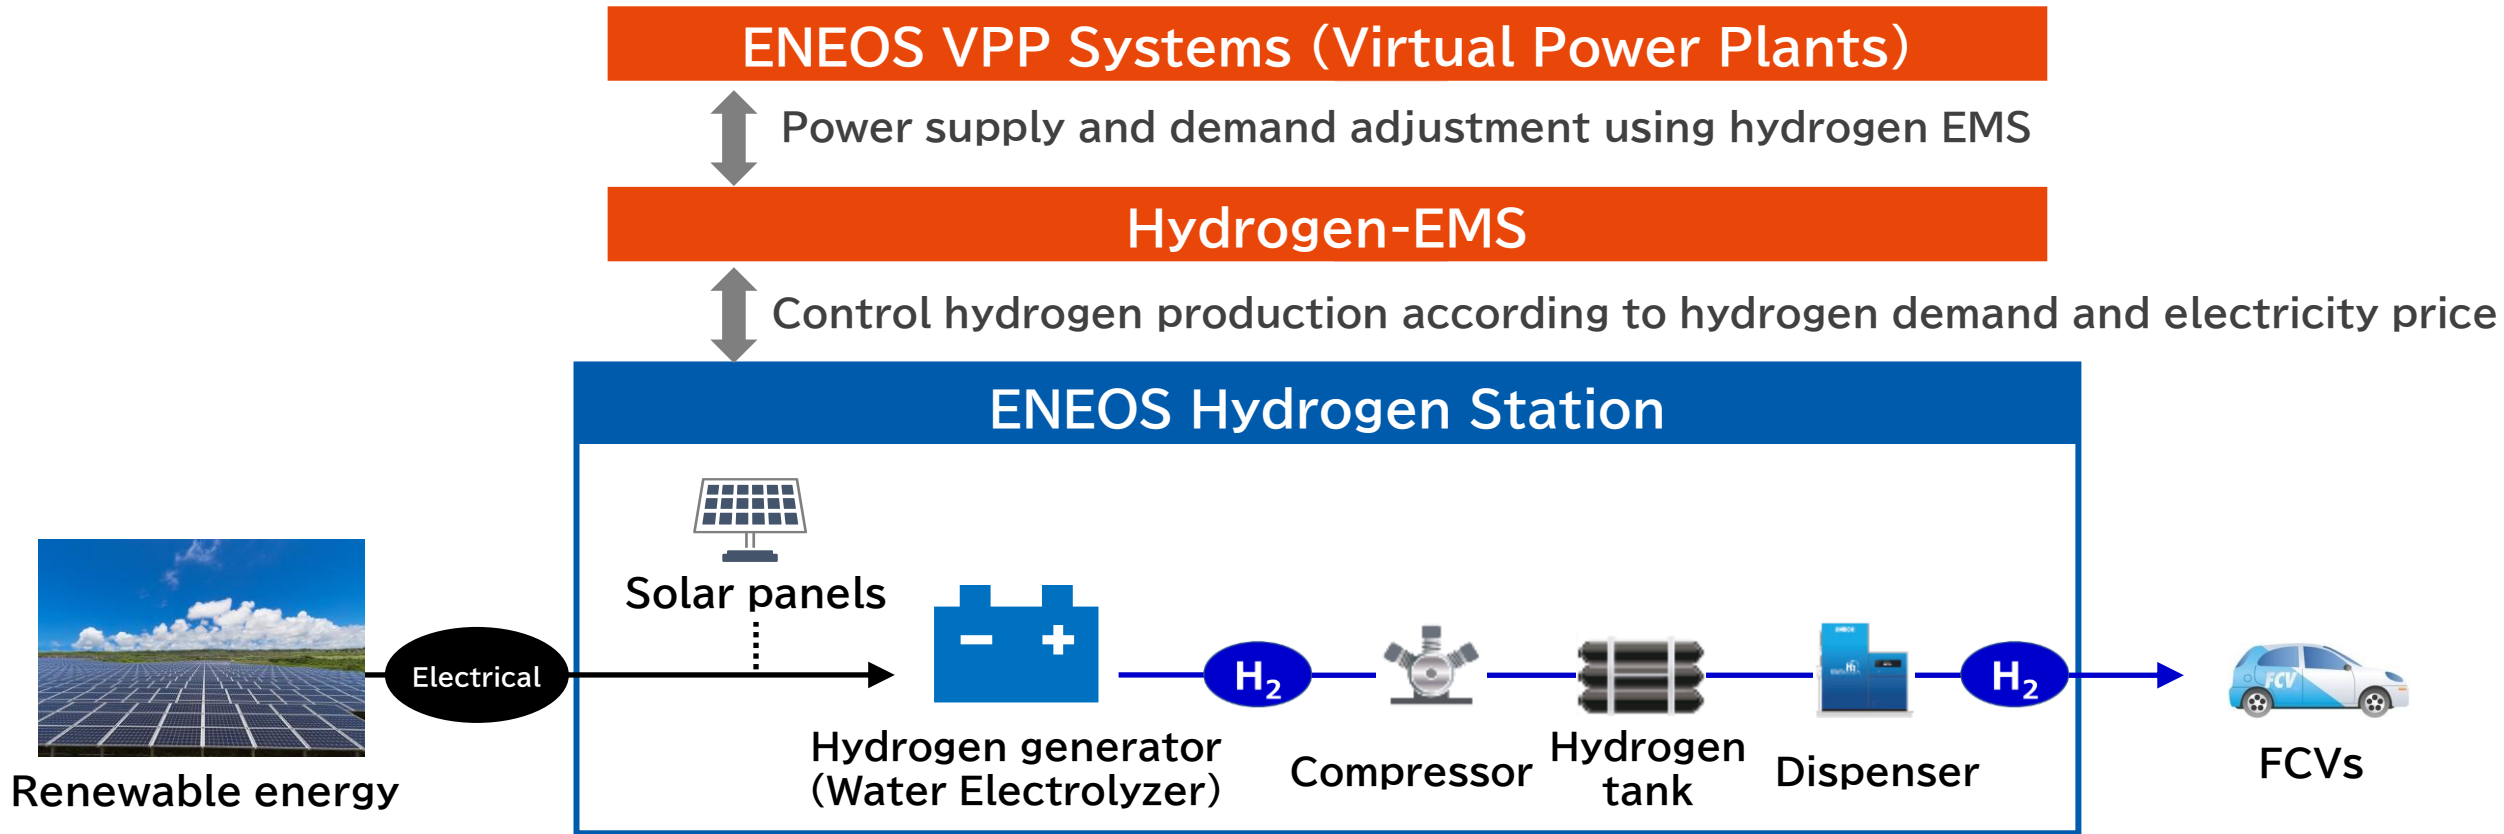 ENEOS VPP Systems (Virtual Power Plants)
Power supply and demand adjustment using hydrogen EMS
Hydrogen-EMS
Control hydrogen production according to hydrogen demand and electricity price
ENEOS Hydrogen Station
Solar panels
Electrical
H2
H2
FCV
Renewable energy
Hydrogen generator
(Water Electrolyzer)
Compressor
Hydrogen
tank
Dispenser
FCVs